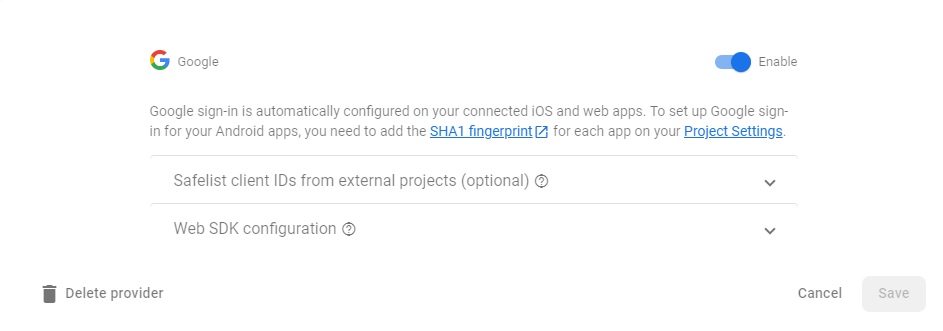 Google
Enable
Google sign-in is automatically configured on your connected iOS and web apps. To set up Google sign-
in for your Android apps, you need to add the SHA1 fingerprint for each app on your Project Settings.
Safelist client IDs from external projects (optional)
Web SDK configuration
Delete provider
Cancel
Save